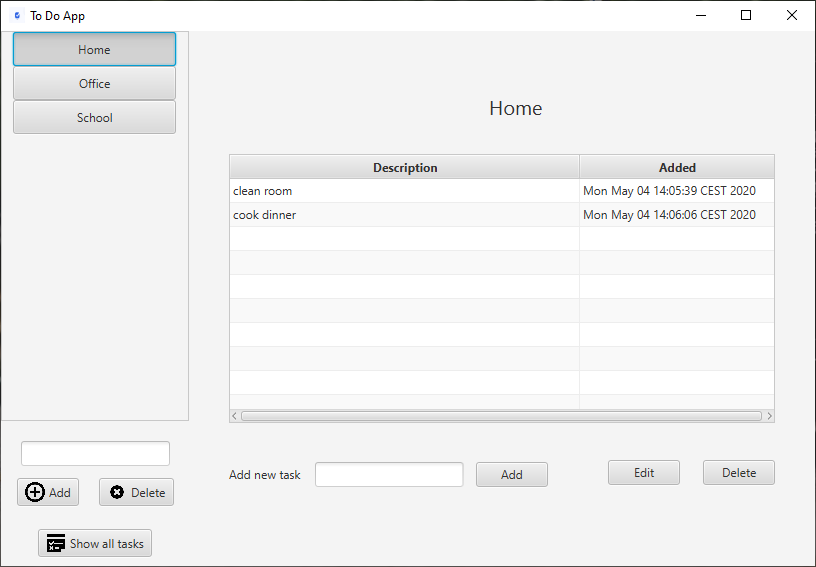 To Do App
Home
Office
School
Add
Delete
Show all tasks
Home
Description Added
clean room Mon May 04 14:05:39 CEST 2020
cook dinner Mon May 04 14:06:06 CEST 2020
Add new task Add Edit Delete